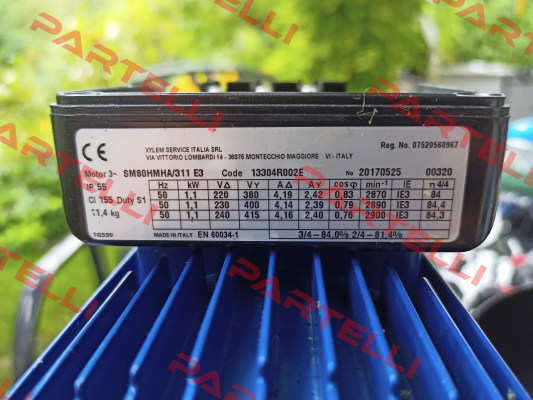 PARTELLI
CE
XYLEM SERVICE ITALIA SRL
VIA VITTORIO LOMBARDI 14 - 36075 MONTECCHIO MAGGIORE VI - ITALY
Reg. No. 07520560967
Motor 3~ SM80HMHA/311 E3 Code 13304R002E No 20170525 00320
IP 55 Hz kW V△ VY A△ AY cosφ min⁻¹ IE η 4/4
Cl 155 Duty S1 50 1,1 220 380 4,19 2,42 0,83 2870 IE3 84
50 1,1 230 400 4,14 2,39 0,79 2890 IE3 84,4
11,4 kg 50 1,1 240 415 4,16 2,40 0,76 2900 IE3 84,3
TG550 MADE IN ITALY EN 60034-1 3/4-84,0% 2/4-81,4%
PARTELLI
PARTELLI
PARTELLI
PARTELLI
PARTELLI